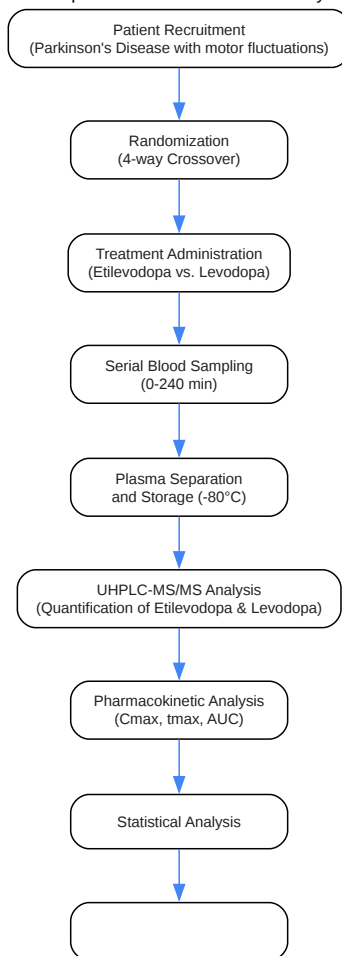 Patient Recruitment
(Parkinson's Disease with motor fluctuations)
Randomization
(4-way Crossover)
Treatment Administration
(Etilevodopa vs. Levodopa)
Serial Blood Sampling
(0-240 min)
Plasma Separation
and Storage (-80°C)
UHPLC-MS/MS Analysis
(Quantification of Etilevodopa & Levodopa)
Pharmacokinetic Analysis
(Cmax, tmax, AUC)
Statistical Analysis